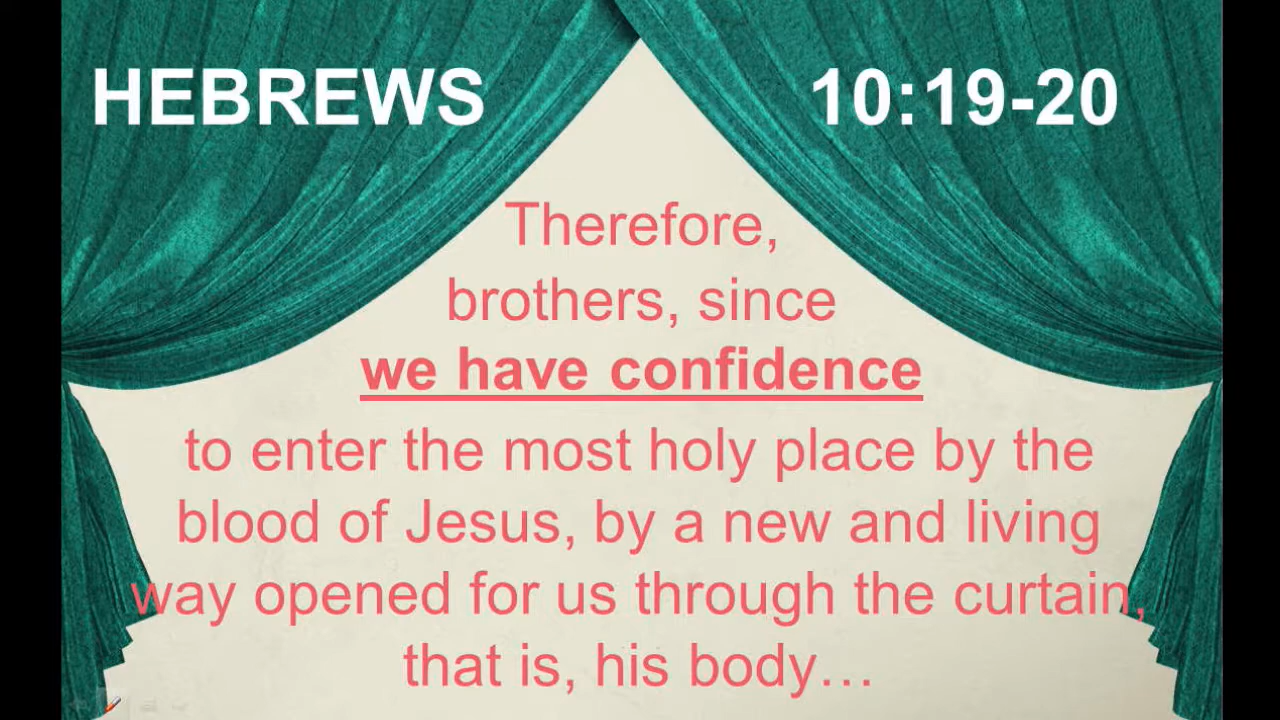 HEBREWS 10:19-20
Therefore,
brothers, since
we have confidence
to enter the most holy place by the
blood of Jesus, by a new and living
way opened for us through the curtain,
that is, his body…